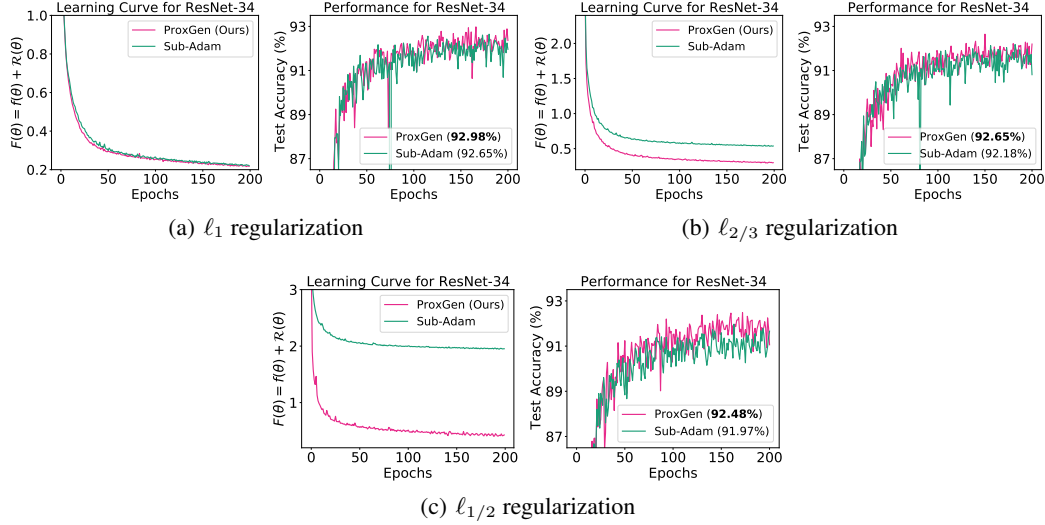 Learning Curve for ResNet-34
F(θ) = f(θ) + R(θ)
1.0
0.8
0.6
0.4
0.2
ProxGen (Ours)
Sub-Adam
0 50 100 150 200
Epochs
Performance for ResNet-34
Test Accuracy (%)
93
91
89
87
ProxGen (92.98%)
Sub-Adam (92.65%)
0 50 100 150 200
Epochs
(a) ℓ1 regularization
Learning Curve for ResNet-34
F(θ) = f(θ) + R(θ)
2.0
1.5
1.0
0.5
ProxGen (Ours)
Sub-Adam
0 50 100 150 200
Epochs
Performance for ResNet-34
Test Accuracy (%)
93
91
89
87
ProxGen (92.65%)
Sub-Adam (92.18%)
0 50 100 150 200
Epochs
(b) ℓ2/3 regularization
Learning Curve for ResNet-34
F(θ) = f(θ) + R(θ)
3
2
1
ProxGen (Ours)
Sub-Adam
0 50 100 150 200
Epochs
Performance for ResNet-34
Test Accuracy (%)
93
91
89
87
ProxGen (92.48%)
Sub-Adam (91.97%)
0 50 100 150 200
Epochs
(c) ℓ1/2 regularization